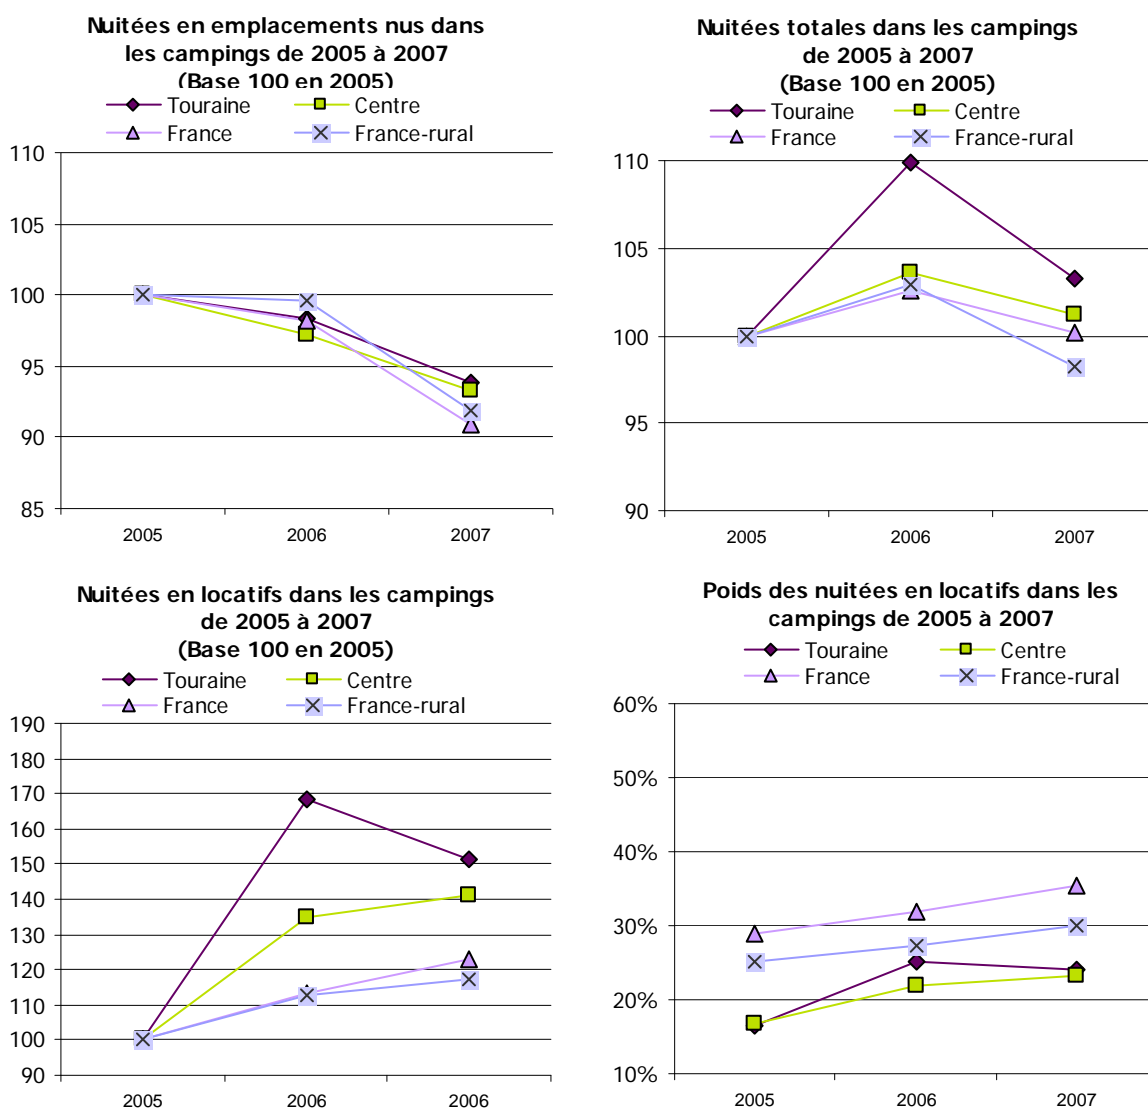 Nuitées en emplacements nus dans
les campings de 2005 à 2007
(Base 100 en 2005)
Touraine
Centre
France
France-rural
110
105
100
95
90
85
2005
2006
2007
Nuitées totales dans les campings
de 2005 à 2007
(Base 100 en 2005)
Touraine
Centre
France
France-rural
110
105
100
95
90
2005
2006
2007
Nuitées en locatifs dans les campings
de 2005 à 2007
(Base 100 en 2005)
Touraine
Centre
France
France-rural
190
180
170
160
150
140
130
120
110
100
90
2005
2006
2006
Poids des nuitées en locatifs dans les
campings de 2005 à 2007
Touraine
Centre
France
France-rural
60%
50%
40%
30%
20%
10%
2005
2006
2007